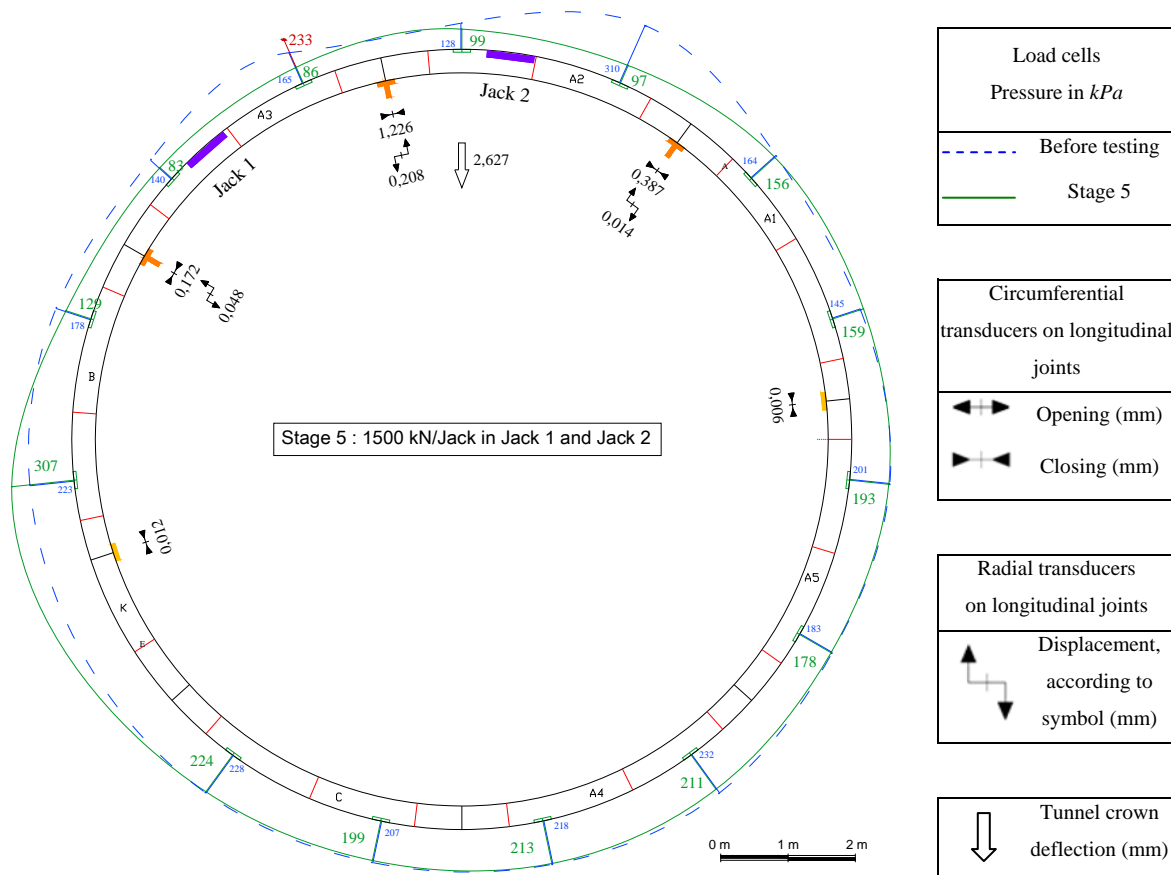 233
99
128
86
165
A3
Jack 2
A2
310
97
83
140
Jack 1
1,226
0,208
2,627
0,387
0,014
A
164
156
A1
0,172
0,048
129
178
145
159
B
0,006
Stage 5 : 1500 kN/Jack in Jack 1 and Jack 2
307
223
201
193
0,012
K
E
A5
183
178
224
228
232
211
C
A4
199
207
218
213
0 m
1 m
2 m
Load cells
Pressure in kPa
Before testing
Stage 5
Circumferential
transducers on longitudinal
joints
Opening (mm)
Closing (mm)
Radial transducers
on longitudinal joints
Displacement,
according to
symbol (mm)
Tunnel crown
deflection (mm)